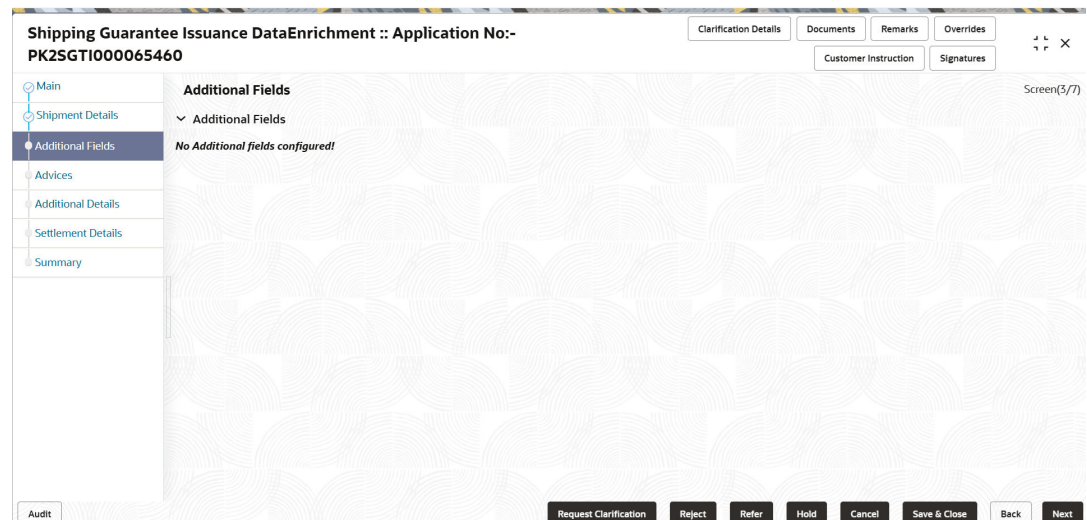 Shipping Guarantee Issuance DataEnrichment :: Application No:-
PK2SGTI000065460
Clarification Details
Documents
Remarks
Overrides
Customer Instruction
Signatures
Main
Shipment Details
Additional Fields
Advices
Additional Details
Settlement Details
Summary
Additional Fields
Screen(3/7)
Additional Fields
No Additional fields configured!
Audit
Request Clarification
Reject
Refer
Hold
Cancel
Save & Close
Back
Next